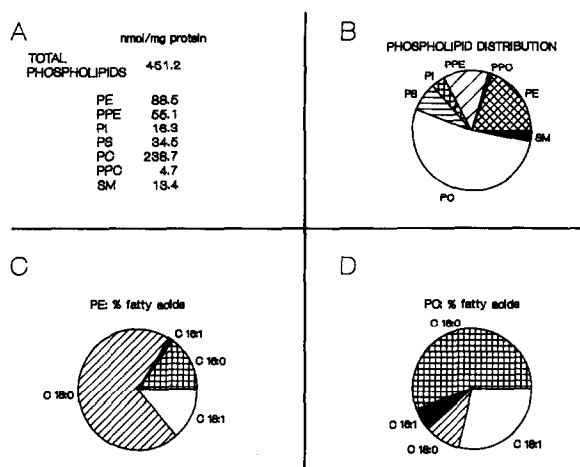 A
nmol/mg protein
TOTAL
PHOSPHOLIPIDS 451.2
PE 88.5
PPE 55.1
PI 16.3
PS 34.5
PC 238.7
PPC 4.7
SM 13.4
B
PHOSPHOLIPID DISTRIBUTION
PPE
PPC
PI
PS
PE
SM
PC
C
PE: % fatty acids
C 16:1
C 16:0
C 18:0
C 18:1
D
PC: % fatty acids
C 16:0
C 16:1
C 18:0
C 18:1